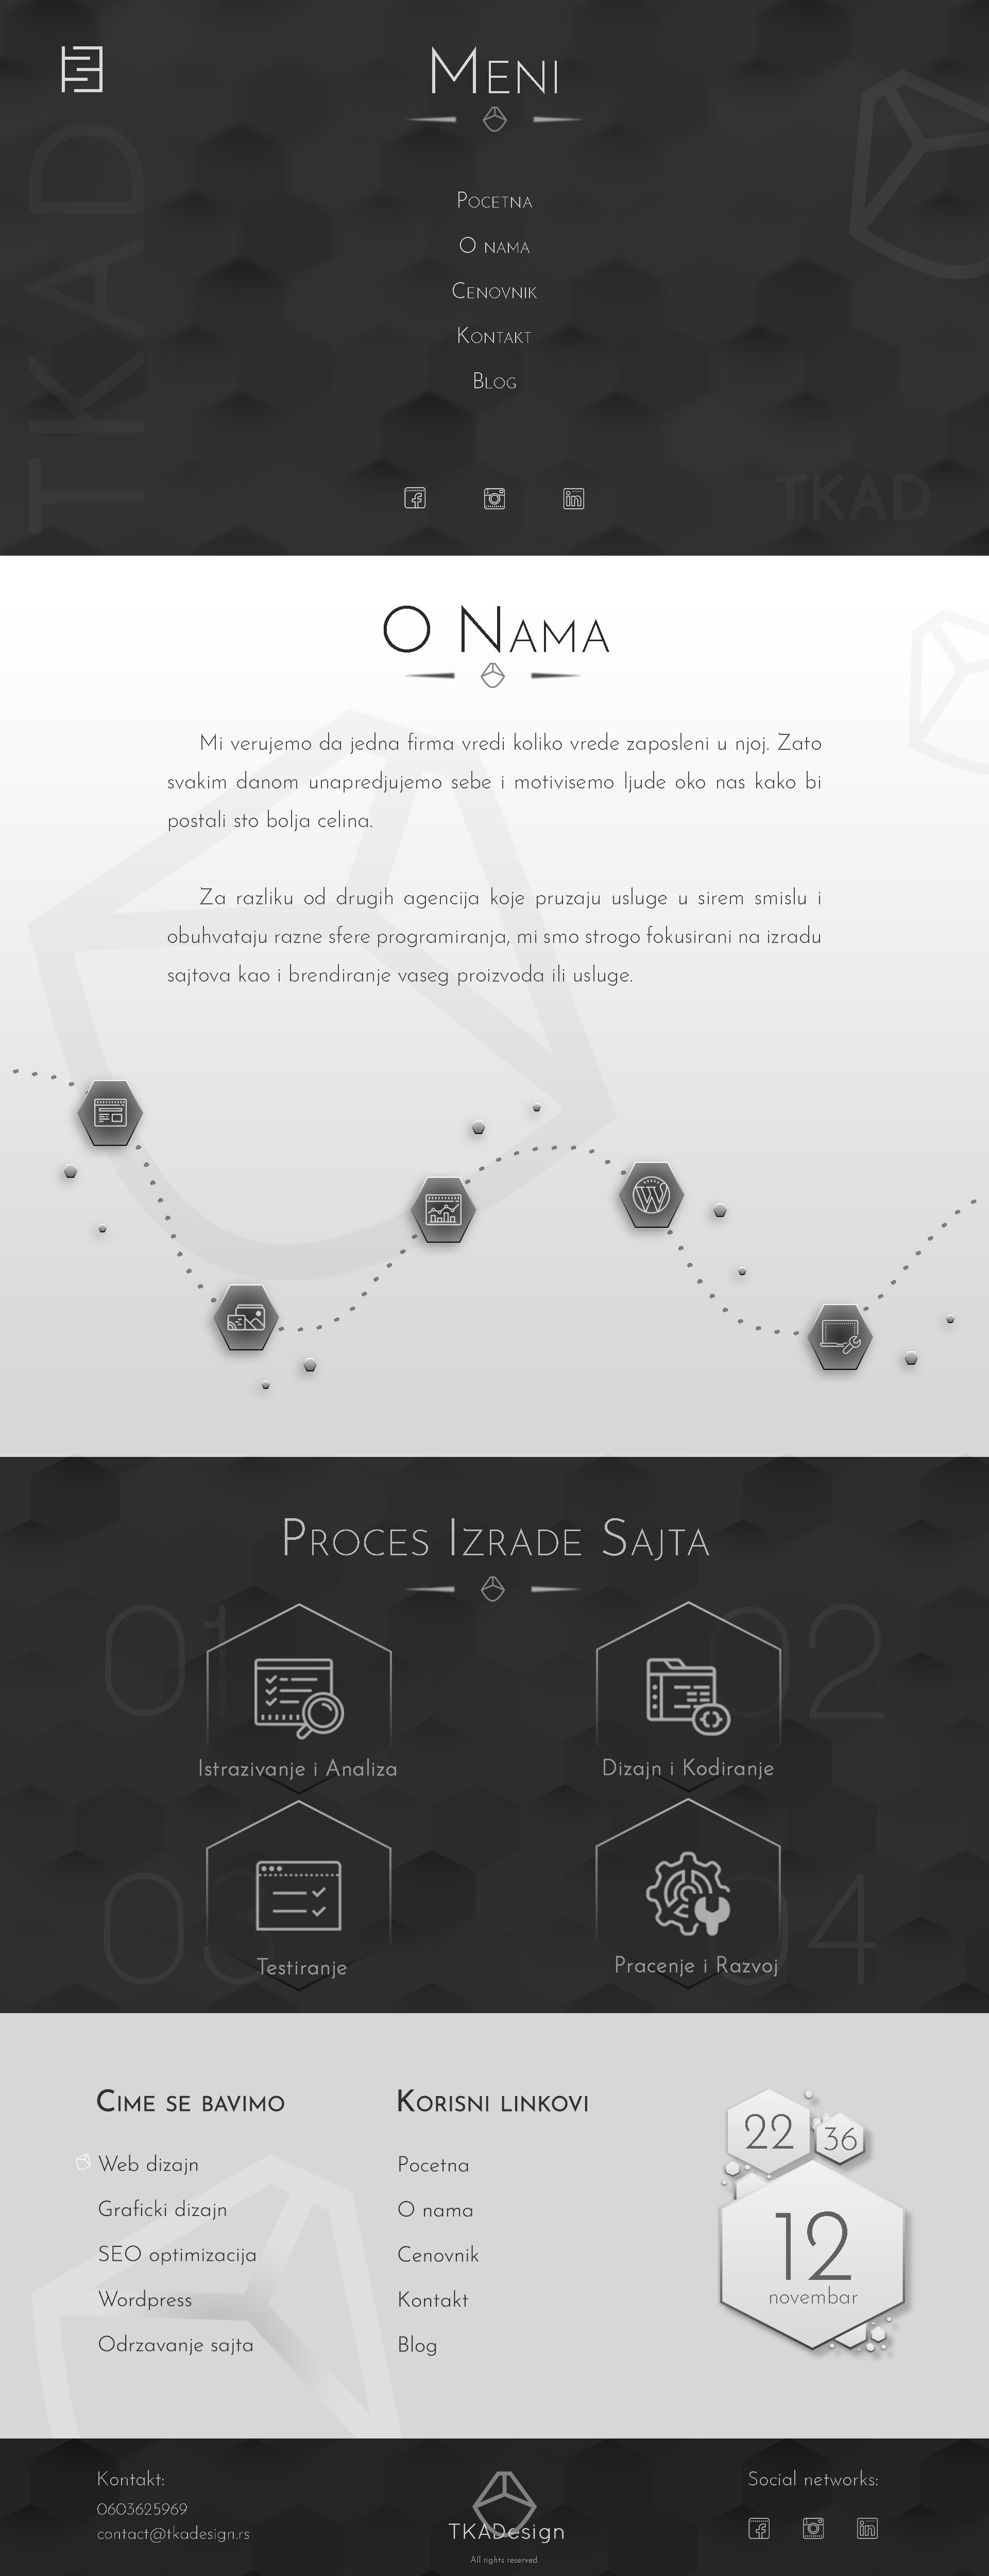 Meni
TKAD
Pocetna
O nama
Cenovnik
Kontakt
Blog
TKAD
O Nama
Mi verujemo da jedna firma vredi koliko vrede zaposleni u njoj. Zato
svakim danom unapredjujemo sebe i motivisemo ljude oko nas kako bi
postali sto bolja celina.
Za razliku od drugih agencija koje pruzaju usluge u sirem smislu i
obuhvataju razne sfere programiranja, mi smo strogo fokusirani na izradu
sajtova kao i brendiranje vaseg proizvoda ili usluge.
Proces Izrade Sajta
01
02
Istrazivanje i Analiza
Dizajn i Kodiranje
03
04
Testiranje
Pracenje i Razvoj
Cime se bavimo
Web dizajn
Graficki dizajn
SEO optimizacija
Wordpress
Odrzavanje sajta
Korisni linkovi
Pocetna
O nama
Cenovnik
Kontakt
Blog
22
36
12
novembar
Kontakt:
0603625969
contact@tkadesign.rs
TKADesign
All rights reserved.
Social networks: